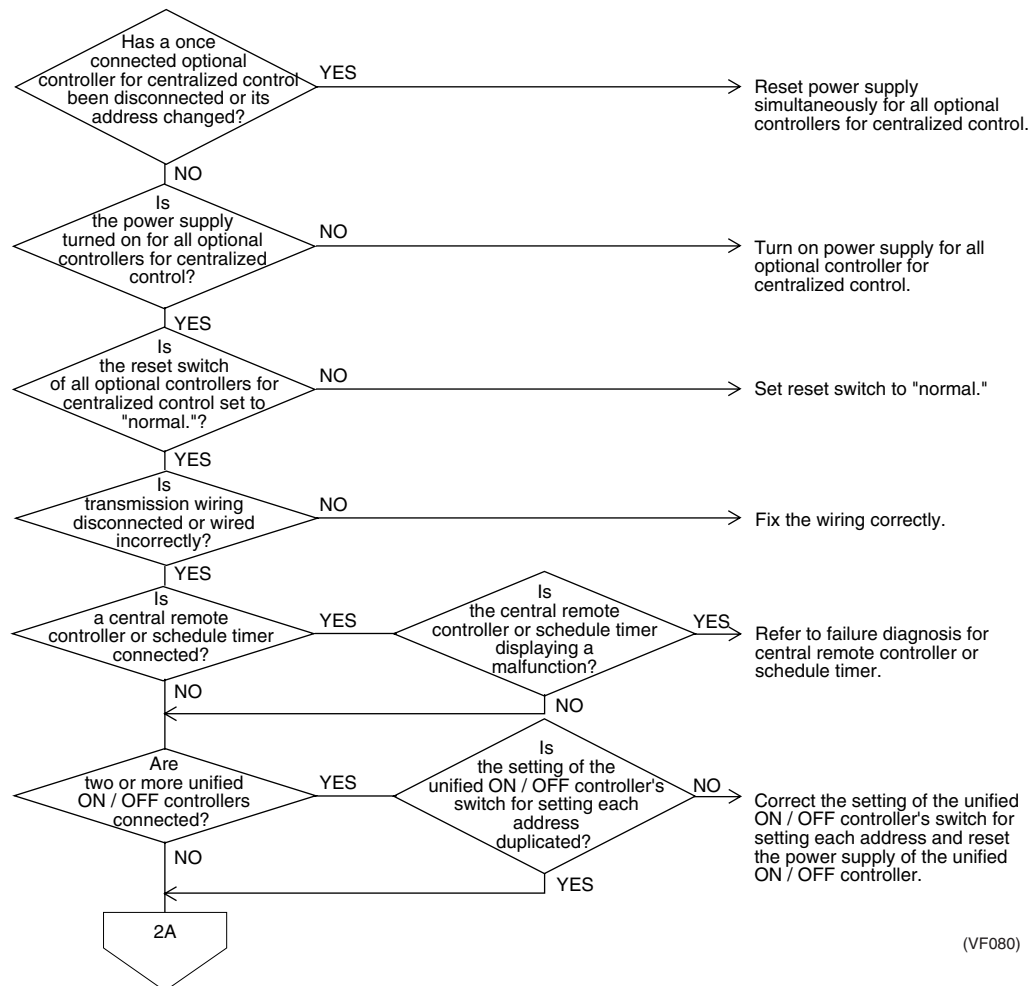 Has a once
connected optional
controller for centralized control
been disconnected or its
address changed?
YES
Reset power supply
simultaneously for all optional
controllers for centralized control.
NO
Is
the power supply
turned on for all optional
controllers for centralized
control?
NO
Turn on power supply for all
optional controller for
centralized control.
YES
Is
the reset switch
of all optional controllers for
centralized control set to
"normal."?
NO
Set reset switch to "normal."
YES
Is
transmission wiring
disconnected or wired
incorrectly?
NO
Fix the wiring correctly.
YES
Is
a central remote
controller or schedule timer
connected?
YES
Is
the central remote
controller or schedule timer
displaying a
malfunction?
YES
Refer to failure diagnosis for
central remote controller or
schedule timer.
NO
NO
Are
two or more unified
ON / OFF controllers
connected?
YES
Is
the setting of the
unified ON / OFF controller's
switch for setting each
address
duplicated?
NO
Correct the setting of the unified
ON / OFF controller's switch for
setting each address and reset
the power supply of the unified
ON / OFF controller.
NO
YES
2A
(VF080)